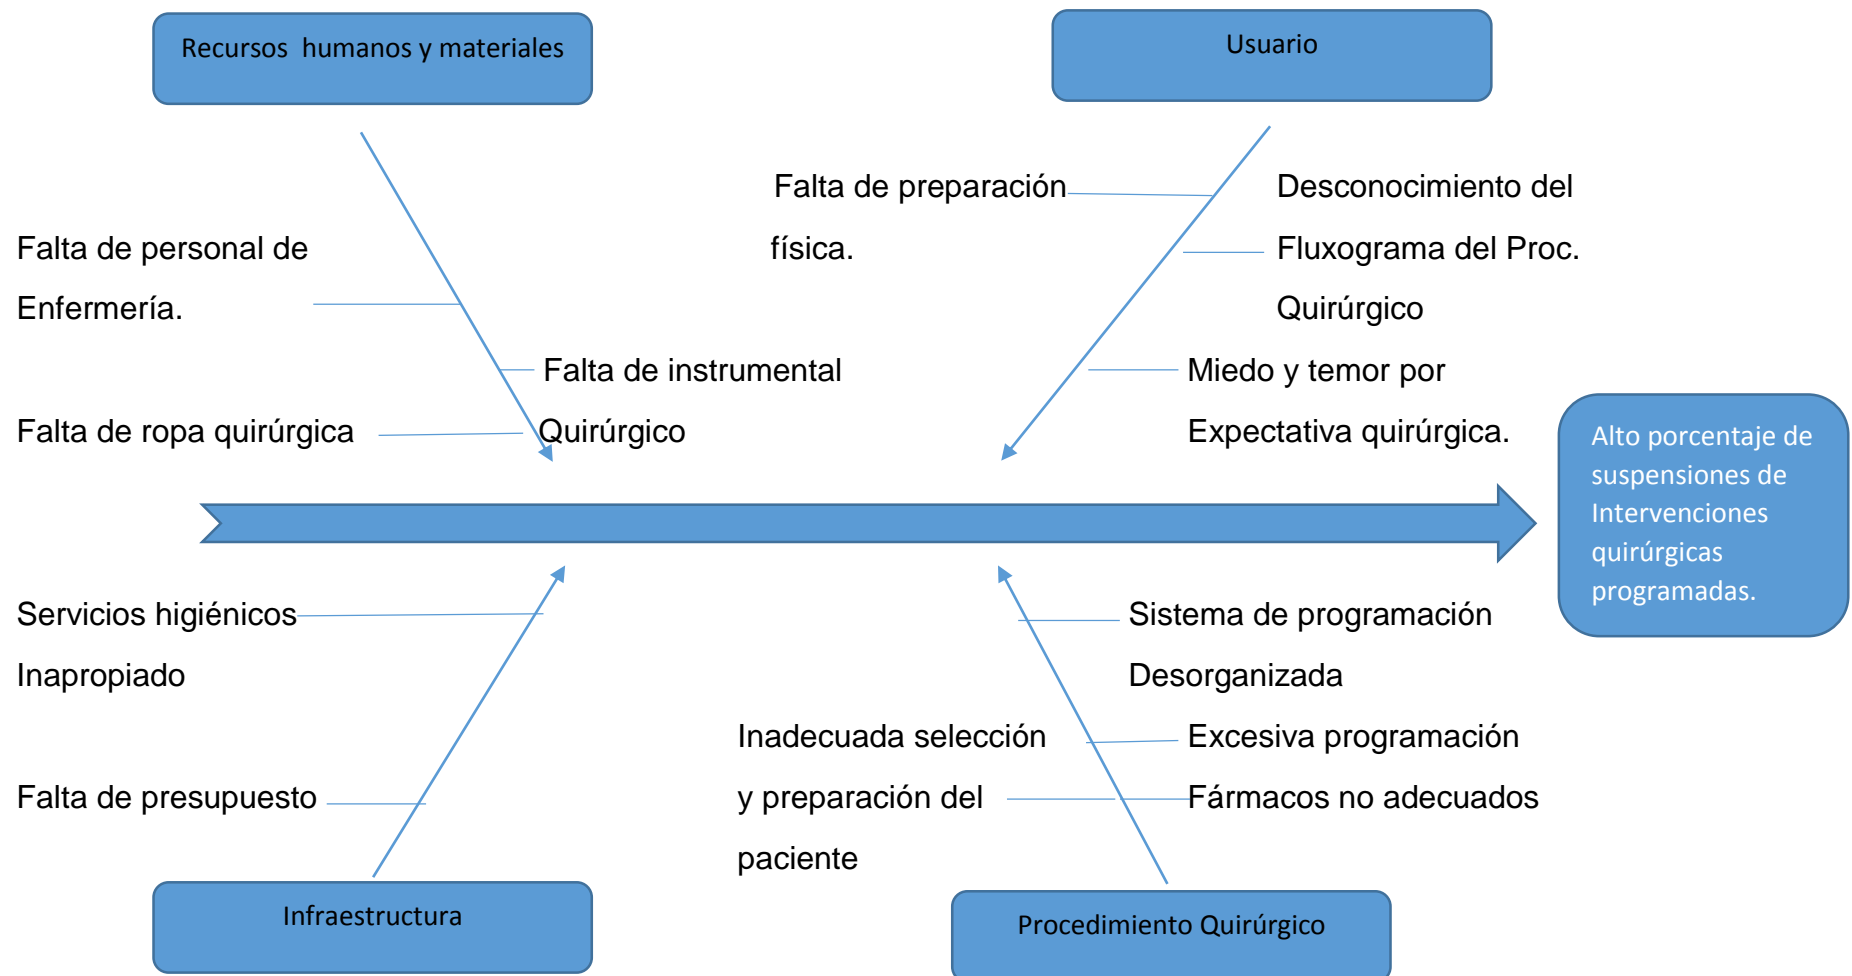 Recursos humanos y materiales
Usuario
Falta de preparación
física.
Desconocimiento del
Fluxograma del Proc.
Quirúrgico
Falta de personal de
Enfermería.
Falta de instrumental
Quirúrgico
Miedo y temor por
Expectativa quirúrgica.
Falta de ropa quirúrgica
Alto porcentaje de
suspensiones de
Intervenciones
quirúrgicas
programadas.
Servicios higiénicos
Inapropiado
Sistema de programación
Desorganizada
Inadecuada selección
y preparación del
paciente
Excesiva programación
Fármacos no adecuados
Falta de presupuesto
Infraestructura
Procedimiento Quirúrgico